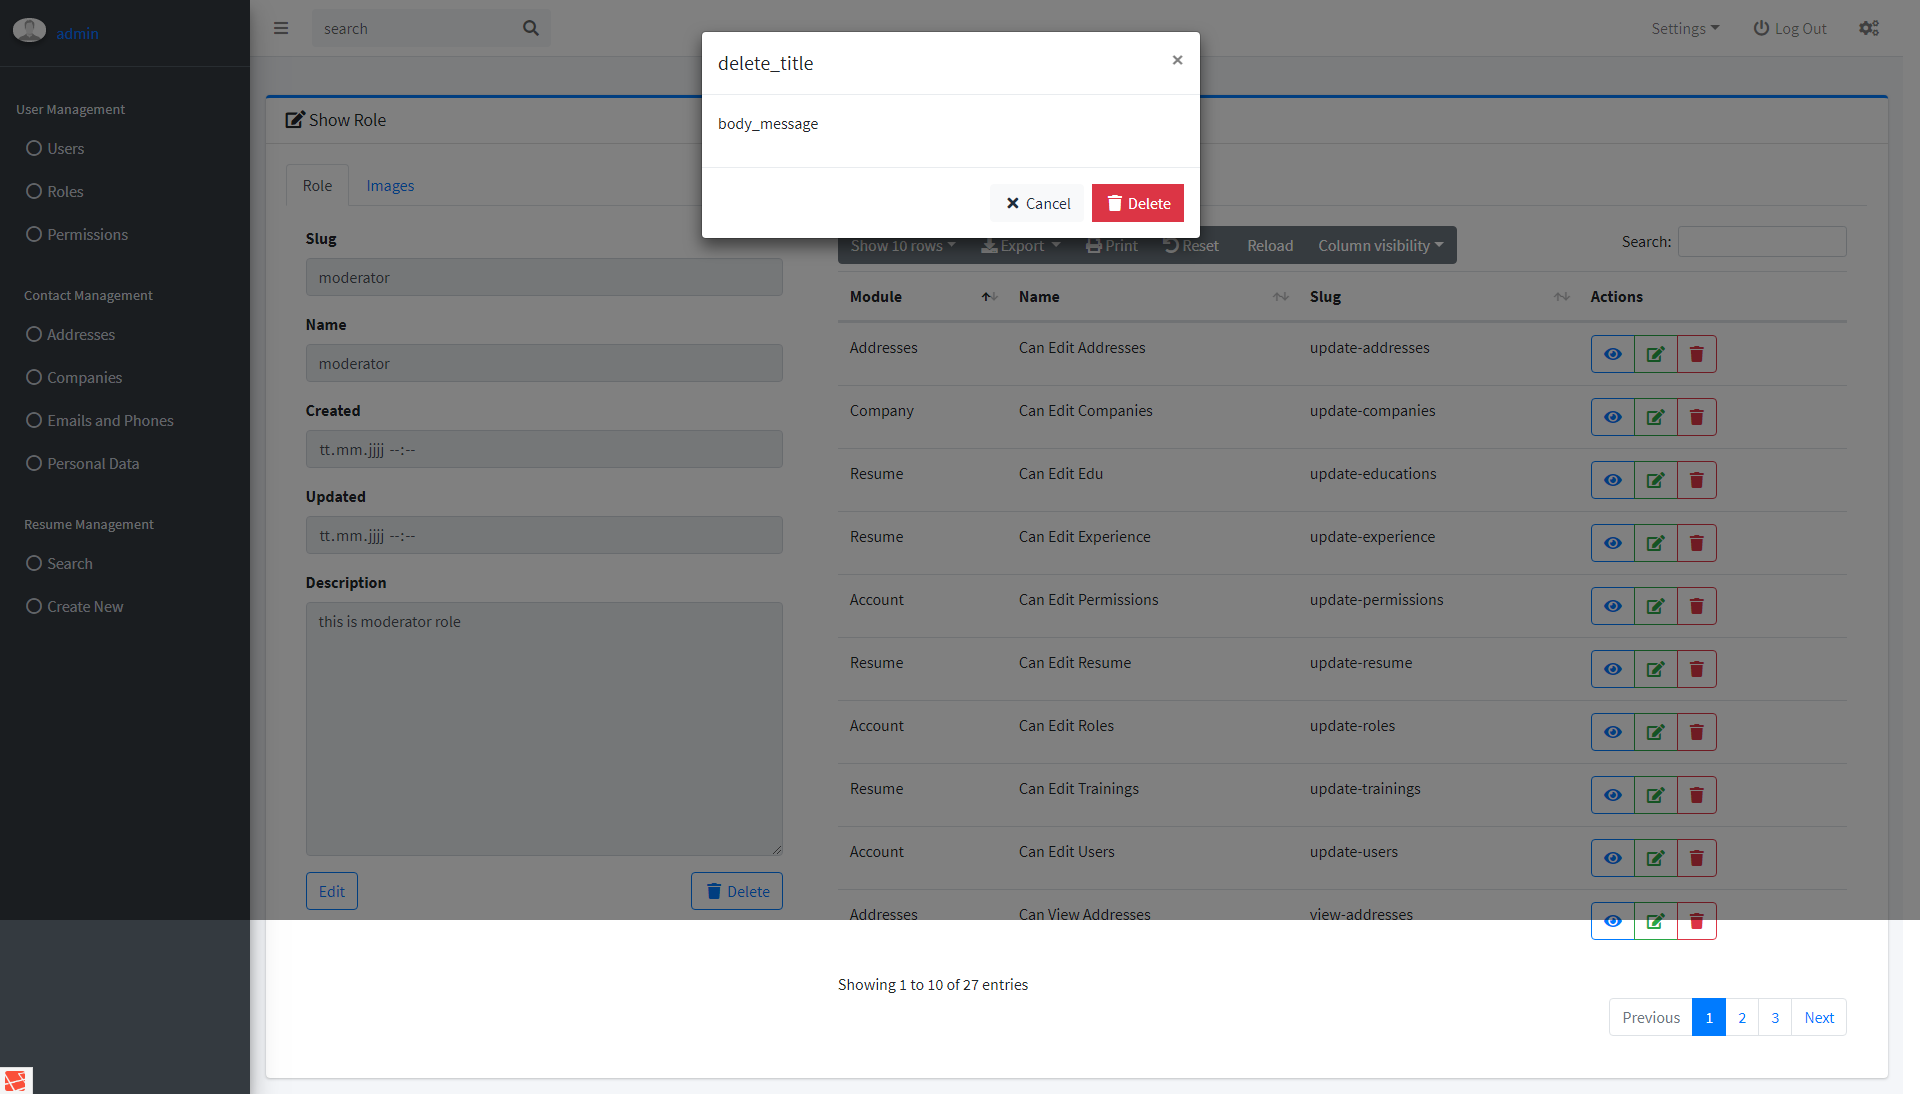 admin
search
Settings
Log Out
User Management
Users
Roles
Permissions
Contact Management
Addresses
Companies
Emails and Phones
Personal Data
Resume Management
Search
Create New
delete_title
×
body_message
Cancel
Delete
Show Role
Role
Images
Slug
moderator
Name
moderator
Created
tt.mm.jjjj --:--
Updated
tt.mm.jjjj --:--
Description
this is moderator role
Edit
Delete
Show 10 rows
Export
Print
Reset
Reload
Column visibility
Search:
Module Name Slug Actions
Addresses Can Edit Addresses update-addresses
Company Can Edit Companies update-companies
Resume Can Edit Edu update-educations
Resume Can Edit Experience update-experience
Account Can Edit Permissions update-permissions
Resume Can Edit Resume update-resume
Account Can Edit Roles update-roles
Resume Can Edit Trainings update-trainings
Account Can Edit Users update-users
Addresses Can View Addresses view-addresses
Showing 1 to 10 of 27 entries
Previous 1 2 3 Next